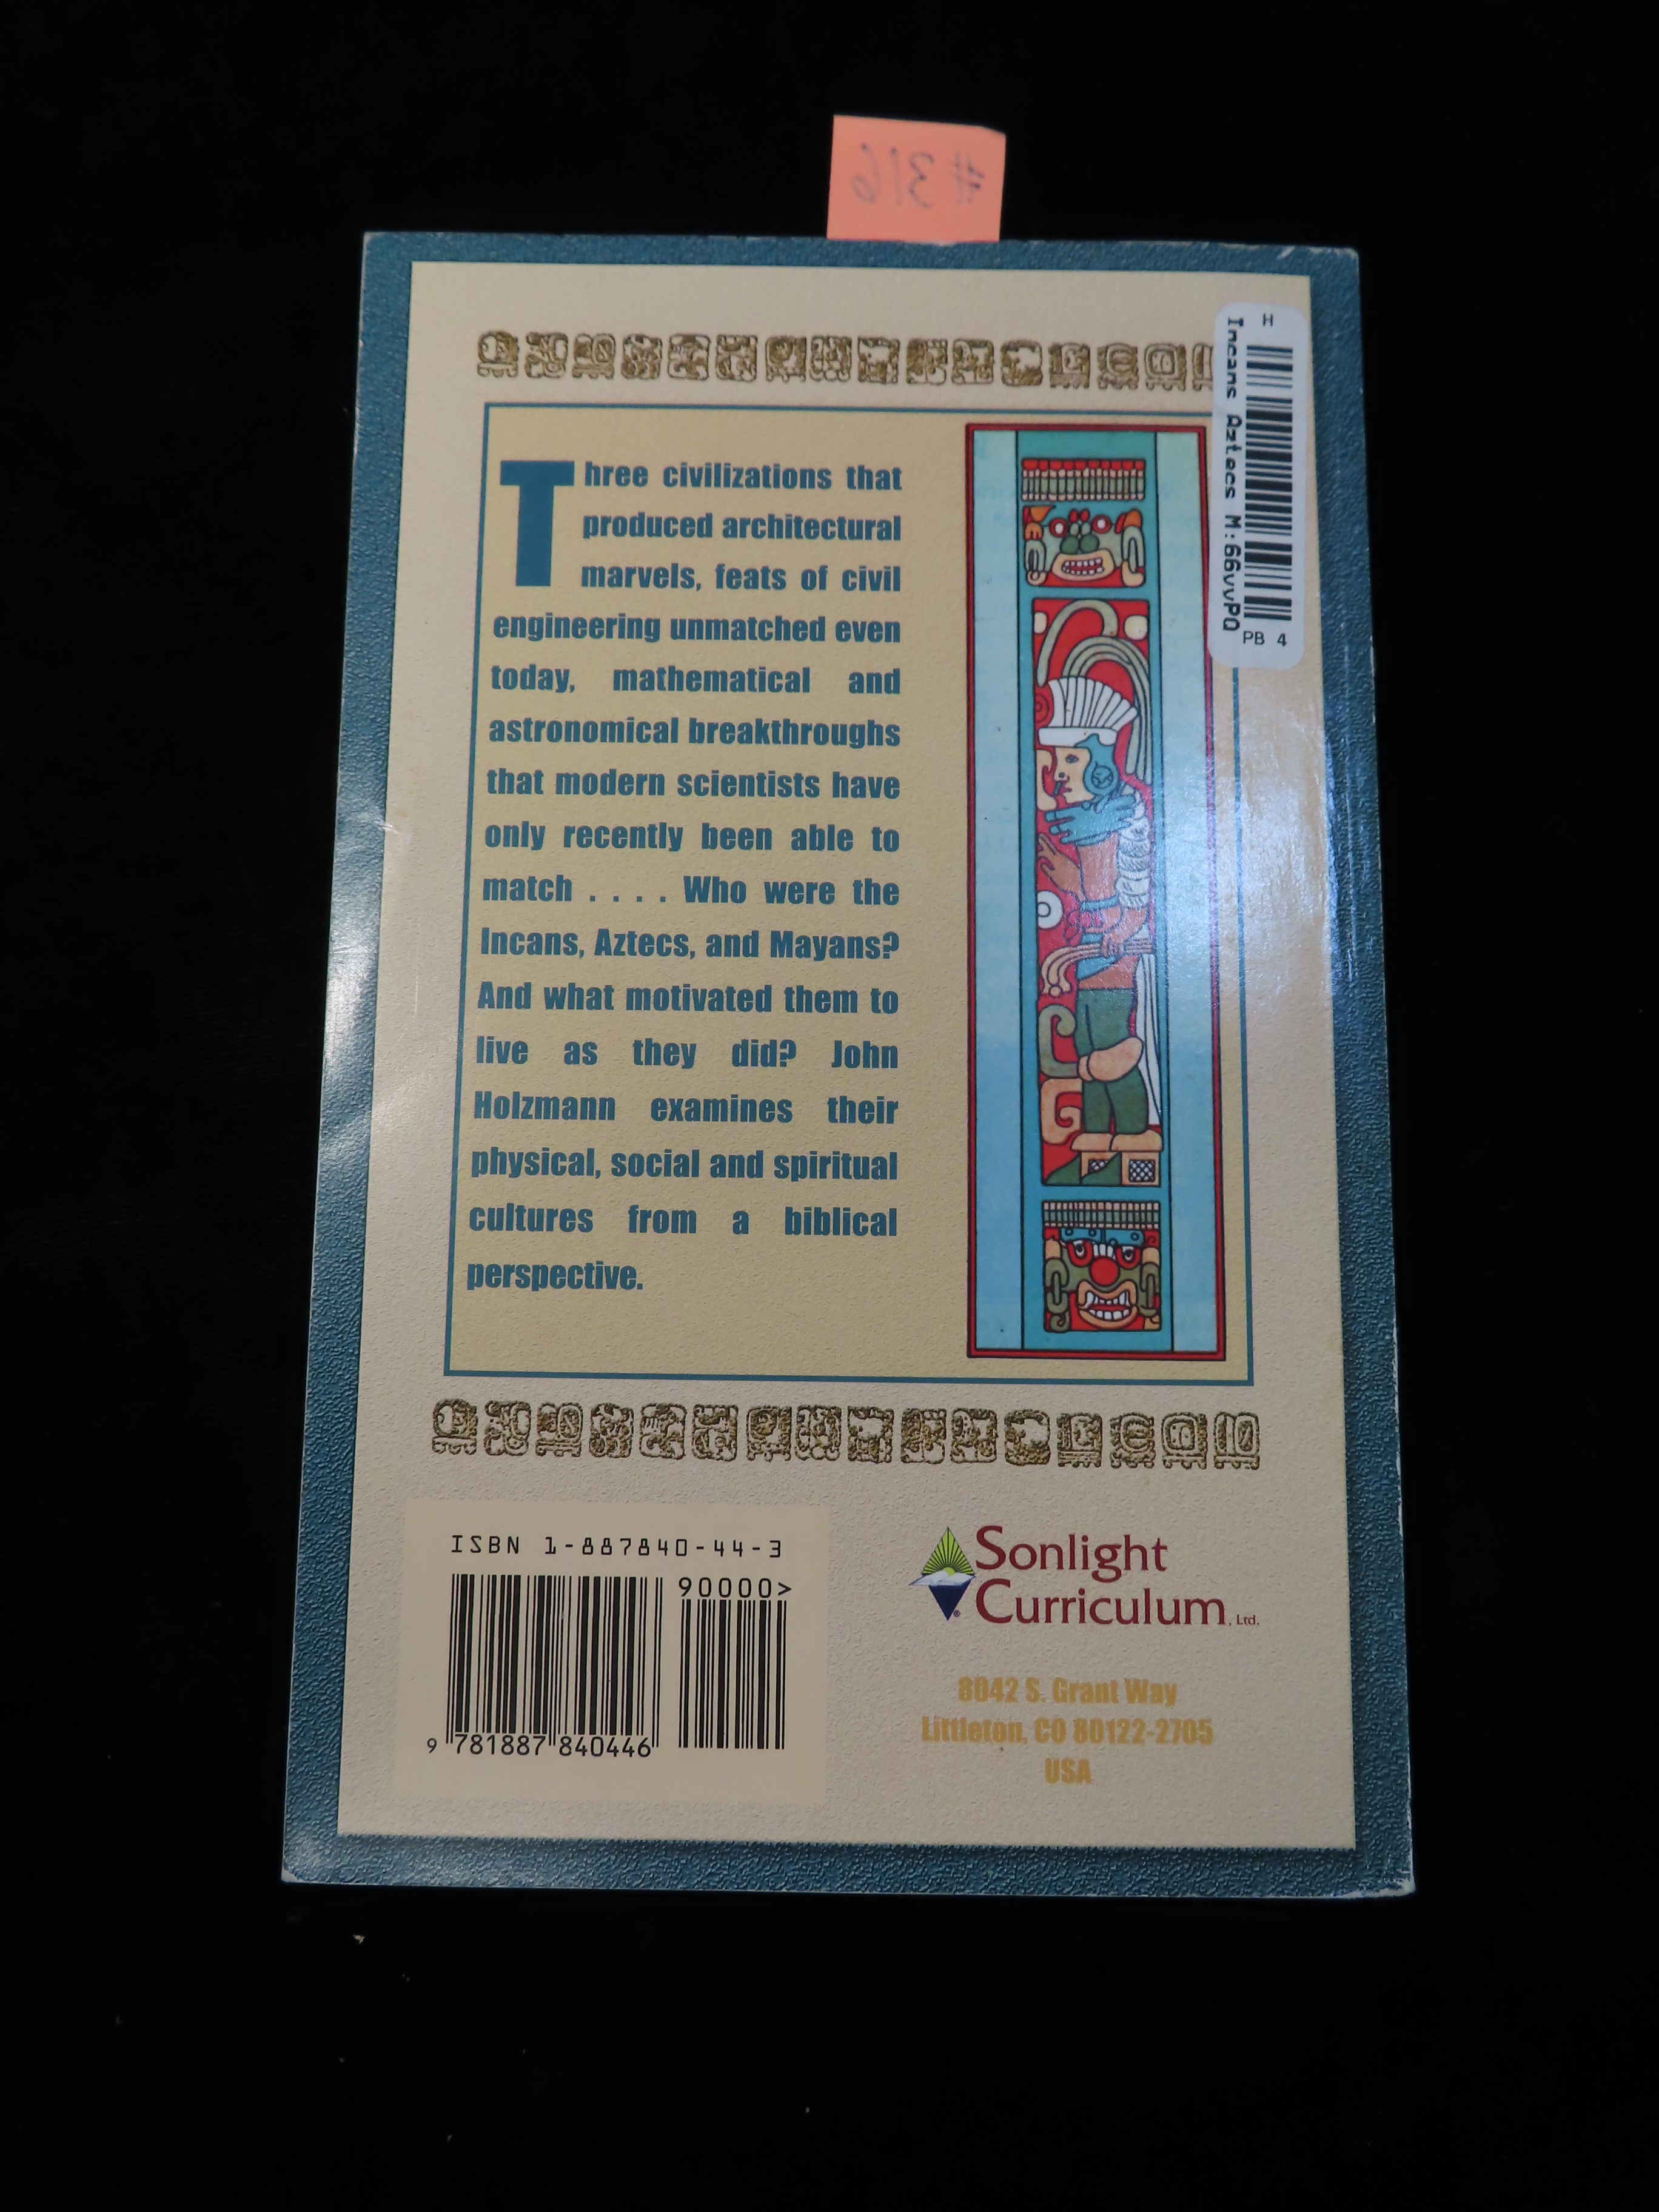 #316
H
Incans Aztecs M:66vvPQ
PB 4
Three civilizations that
produced architectural
marvels, feats of civil
engineering unmatched even
today, mathematical and
astronomical breakthroughs
that modern scientists have
only recently been able to
match . . . . Who were the
Incans, Aztecs, and Mayans?
And what motivated them to
live as they did? John
Holzmann examines their
physical, social and spiritual
cultures from a biblical
perspective.
ISBN 1-887840-44-3
90000>
9 781887 840446
Sonlight
Curriculum, Ltd.
®
8042 S. Grant Way
Littleton, CO 80122-2705
USA